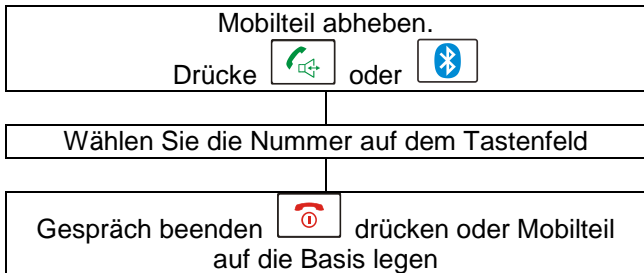 Mobilteil abheben.
Drücke oder
Wählen Sie die Nummer auf dem Tastenfeld
Gespräch beenden drücken oder Mobilteil
auf die Basis legen